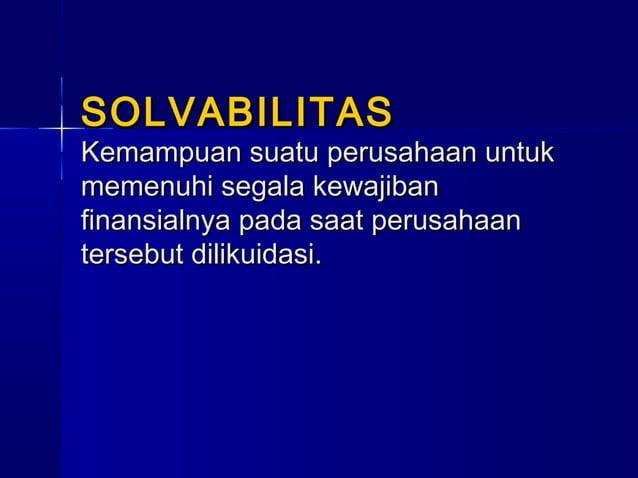 SOLVABILITAS
Kemampuan suatu perusahaan untuk
memenuhi segala kewajiban
finansialnya pada saat perusahaan
tersebut dilikuidasi.